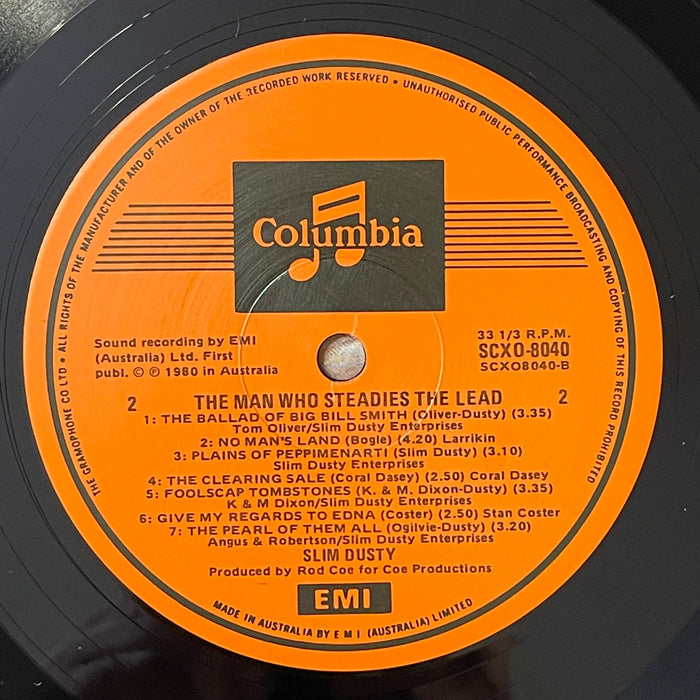 THE GRAMOPHONE CO LTD • ALL RIGHTS OF THE MANUFACTURER AND OF THE OWNER OF THE RECORDED WORK RESERVED • UNAUTHORISED PUBLIC PERFORMANCE BROADCASTING AND COPYING OF THIS RECORD PROHIBITED
Columbia
Sound recording by EMI
(Australia) Ltd. First
publ. © ℗ 1980 in Australia
33 1/3 R.P.M.
SCXO-8040
SCXO8040-B
2 THE MAN WHO STEADIES THE LEAD 2
1: THE BALLAD OF BIG BILL SMITH (Oliver-Dusty) (3.35)
Tom Oliver/Slim Dusty Enterprises
2: NO MAN'S LAND (Bogle) (4.20) Larrikin
3: PLAINS OF PEPPIMENARTI (Slim Dusty) (3.10)
Slim Dusty Enterprises
4: THE CLEARING SALE (Coral Dasey) (2.50) Coral Dasey
5: FOOLSCAP TOMBSTONES (K. & M. Dixon-Dusty) (3.35)
K & M Dixon/Slim Dusty Enterprises
6: GIVE MY REGARDS TO EDNA (Coster) (2.50) Stan Coster
7: THE PEARL OF THEM ALL (Ogilvie-Dusty) (3.20)
Angus & Robertson/Slim Dusty Enterprises
SLIM DUSTY
Produced by Rod Coe for Coe Productions
EMI
MADE IN AUSTRALIA BY E M I (AUSTRALIA) LIMITED